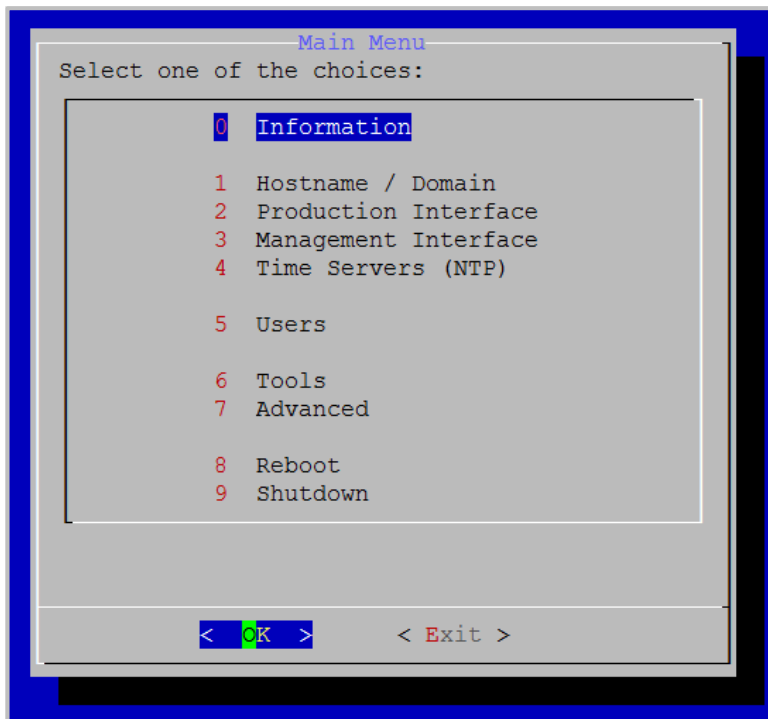 Main Menu
Select one of the choices:
0 Information
1 Hostname / Domain
2 Production Interface
3 Management Interface
4 Time Servers (NTP)
5 Users
6 Tools
7 Advanced
8 Reboot
9 Shutdown
< OK > < Exit >